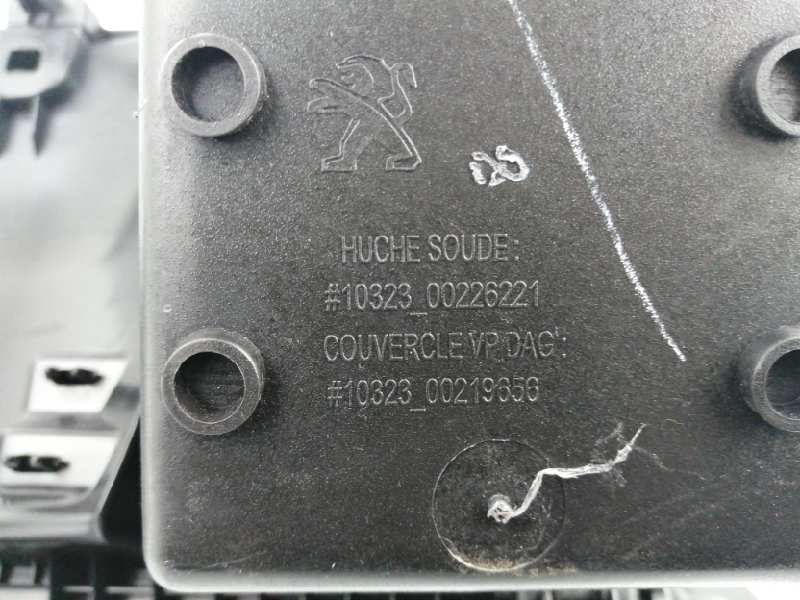 HUCHE SOUDE:
#10323_00226221
COUVERCLE VP DAG':
#10323_00219656